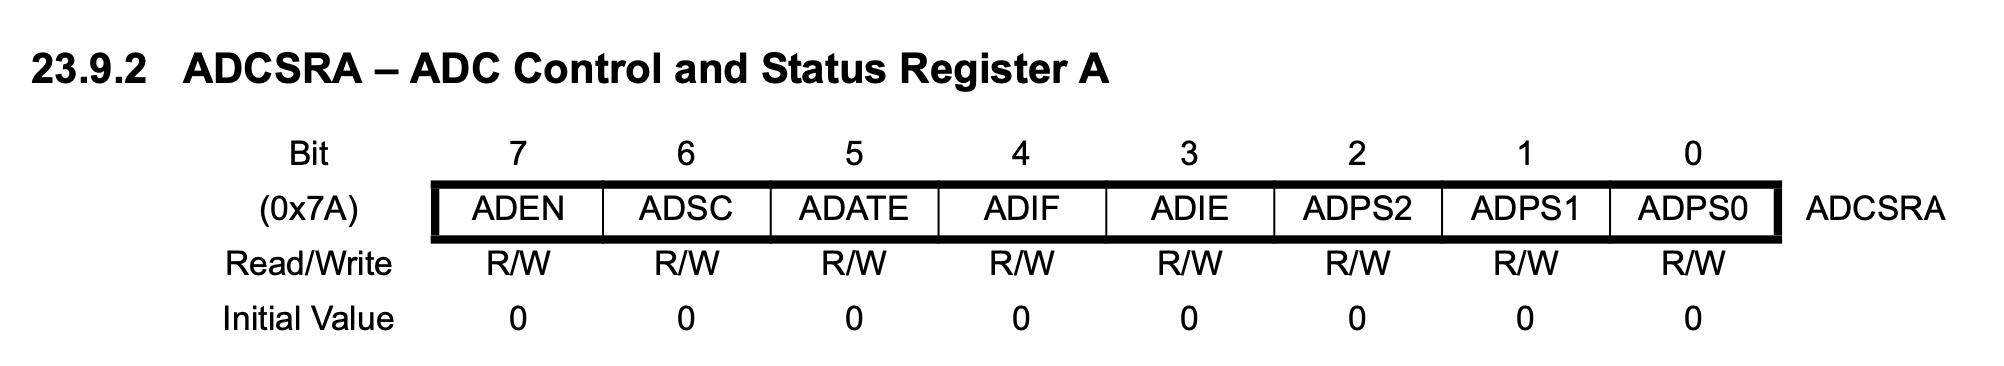 23.9.2 ADCSRA – ADC Control and Status Register A
Bit 7 6 5 4 3 2 1 0
(0x7A) ADEN ADSC ADATE ADIF ADIE ADPS2 ADPS1 ADPS0 ADCSRA
Read/Write R/W R/W R/W R/W R/W R/W R/W R/W
Initial Value 0 0 0 0 0 0 0 0